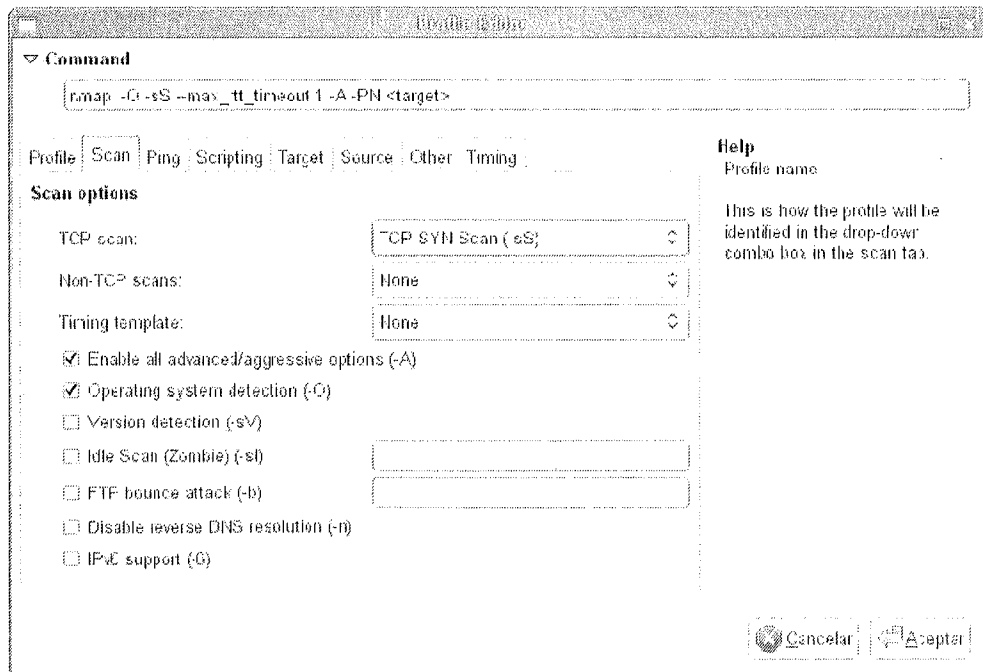 Profile Editor
Command
nmap -O -sS --max_rtt_timeout 1 -A -PN <target>
Profile Scan Ping Scripting Target Source Other Timing
Scan options
TCP scan: TCP SYN Scan (-sS)
Non-TCP scans: None
Timing template: None
Enable all advanced/aggressive options (-A)
Operating system detection (-O)
Version detection (-sV)
Idle Scan (Zombie) (-sI)
FTP bounce attack (-b)
Disable reverse DNS resolution (-n)
IPv6 support (-6)
Help
Profile name
This is how the profile will be
identified in the drop-down
combo box in the scan tab.
Cancelar Aceptar